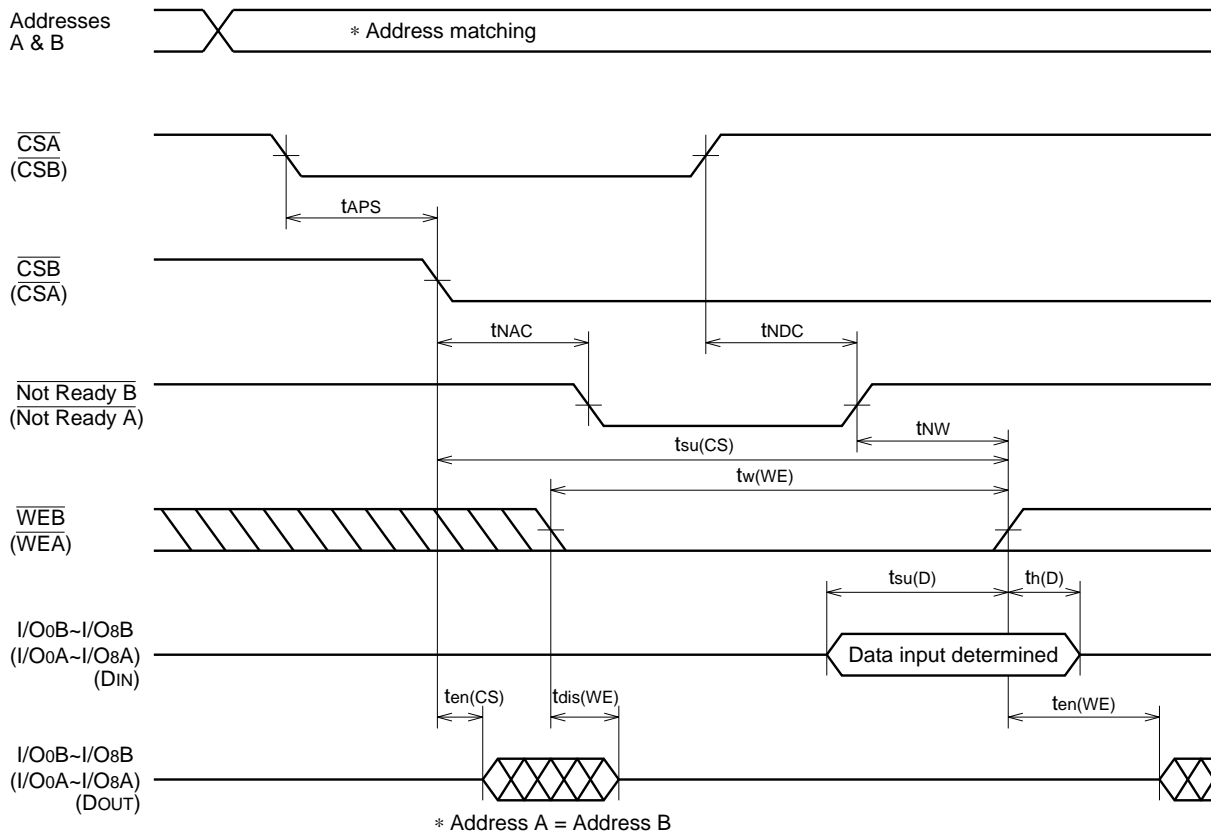 Addresses
A & B
* Address matching
CSA
(CSB)
tAPS
CSB
(CSA)
tNAC
tNDC
Not Ready B
(Not Ready A)
tNW
tsu(CS)
tw(WE)
WEB
(WEA)
tsu(D)
th(D)
I/O0B~I/O8B
(I/O0A~I/O8A)
(DIN)
Data input determined
ten(CS)
tdis(WE)
ten(WE)
I/O0B~I/O8B
(I/O0A~I/O8A)
(DOUT)
* Address A = Address B